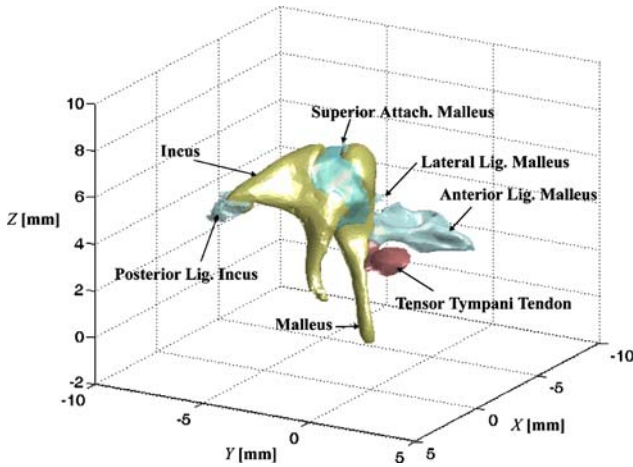 10
8
6
4
2
0
-2
Z [mm]
Superior Attach. Malleus
Incus
Lateral Lig. Malleus
Anterior Lig. Malleus
Posterior Lig. Incus
Tensor Tympani Tendon
Malleus
-10
-5
0
5
Y [mm]
5
0
-5
-10
X [mm]